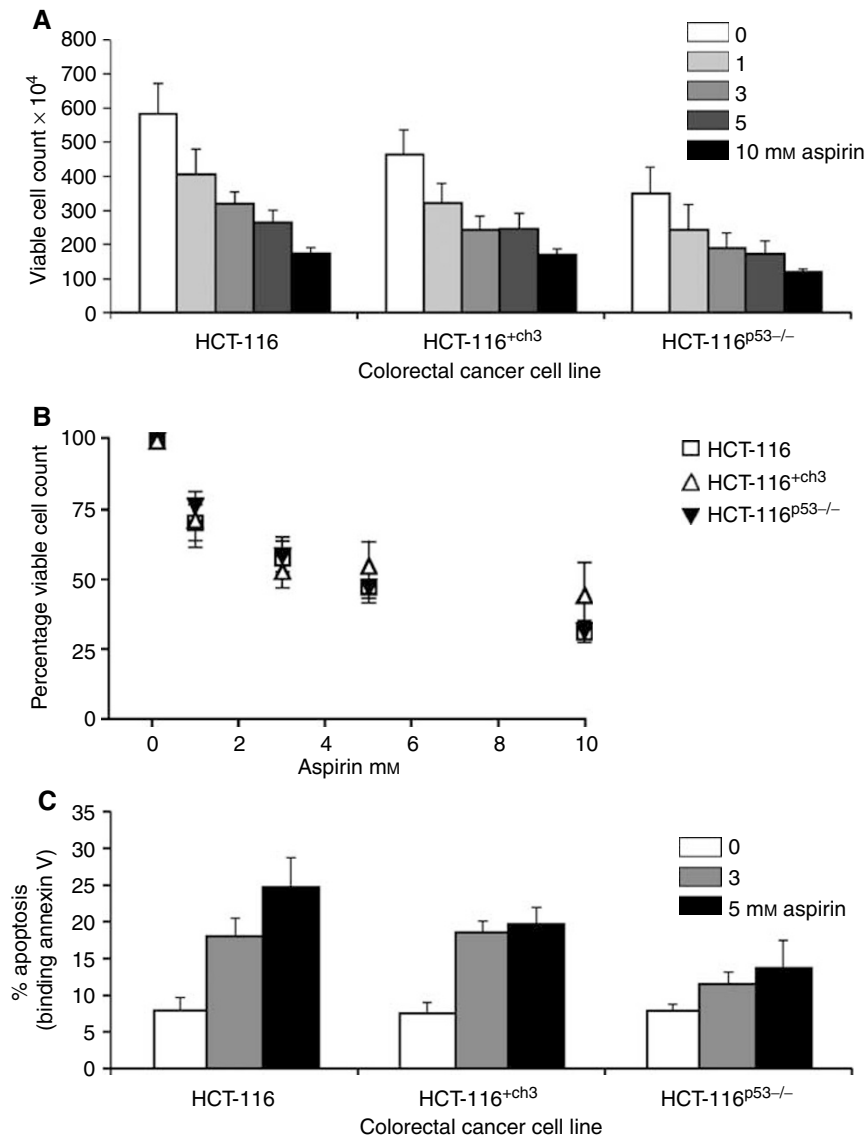 A
800
700
600
500
400
300
200
100
0
Viable cell count × 10⁴
0
1
3
5
10 mM aspirin
HCT-116
HCT-116⁺ᶜʰ³
HCT-116ᵖ⁵³⁻/⁻
Colorectal cancer cell line
B
100
75
50
25
0
Percentage viable cell count
HCT-116
HCT-116⁺ᶜʰ³
HCT-116ᵖ⁵³⁻/⁻
0 2 4 6 8 10
Aspirin mM
C
35
30
25
20
15
10
5
0
% apoptosis
(binding annexin V)
0
3
5 mM aspirin
HCT-116
HCT-116⁺ᶜʰ³
HCT-116ᵖ⁵³⁻/⁻
Colorectal cancer cell line